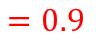 = 0.9